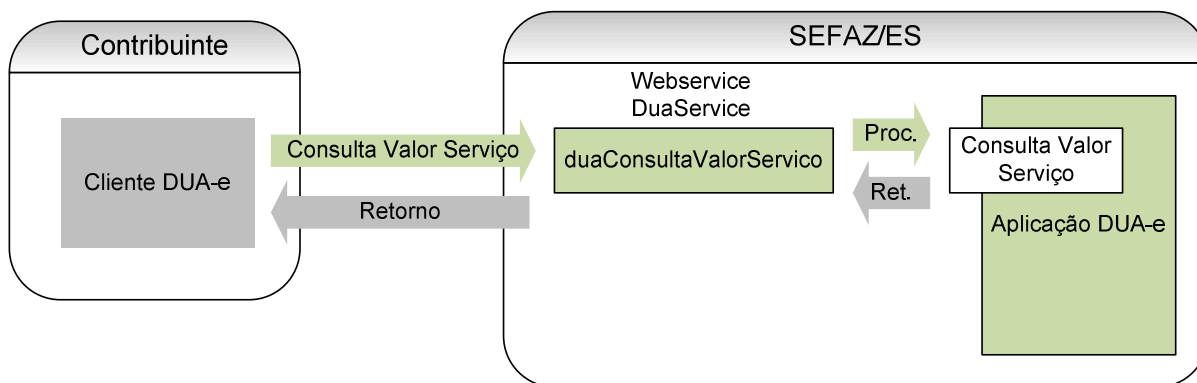 Contribuinte
SEFAZ/ES
Webservice
DuaService
Cliente DUA-e
Consulta Valor Serviço
Retorno
duaConsultaValorServico
Proc.
Ret.
Consulta Valor
Serviço
Aplicação DUA-e